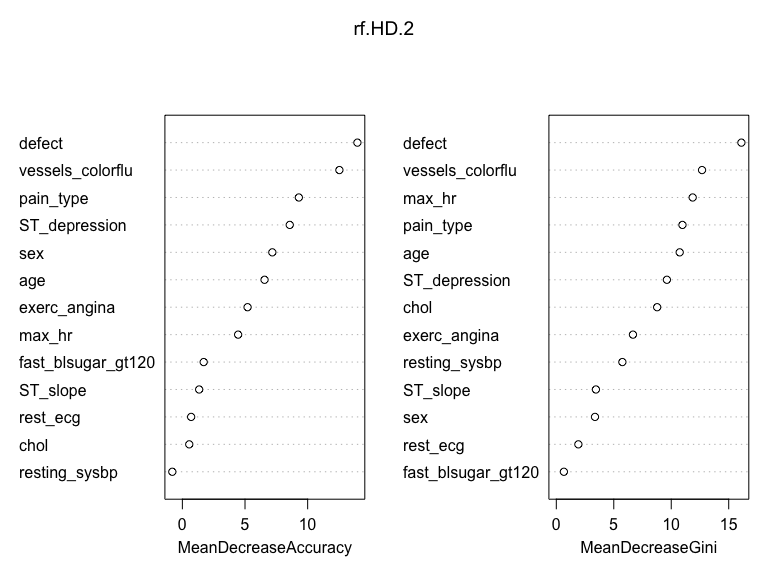 rf.HD.2
defect
vessels_colorflu
pain_type
ST_depression
sex
age
exerc_angina
max_hr
fast_blsugar_gt120
ST_slope
rest_ecg
chol
resting_sysbp
0 5 10
MeanDecreaseAccuracy
defect
vessels_colorflu
max_hr
pain_type
age
ST_depression
chol
exerc_angina
resting_sysbp
ST_slope
sex
rest_ecg
fast_blsugar_gt120
0 5 10 15
MeanDecreaseGini